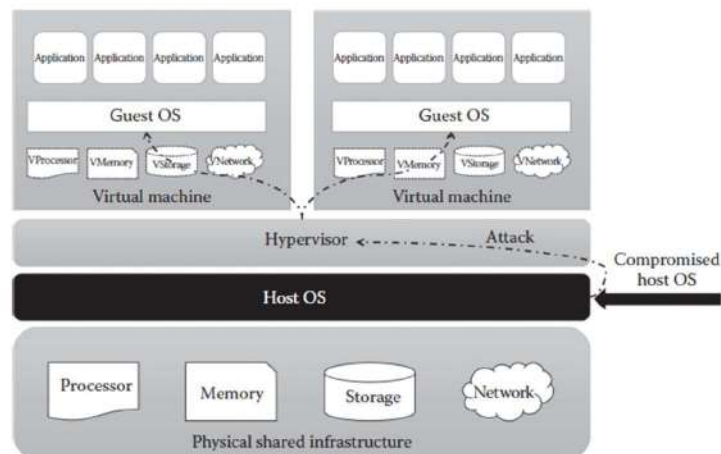 Application Application Application Application
Guest OS
VProcessor VMemory VStorage VNetwork
Virtual machine
Application Application Application Application
Guest OS
VProcessor VMemory VStorage VNetwork
Virtual machine
Hypervisor
Attack
Compromised
host OS
Host OS
Processor Memory Storage Network
Physical shared infrastructure